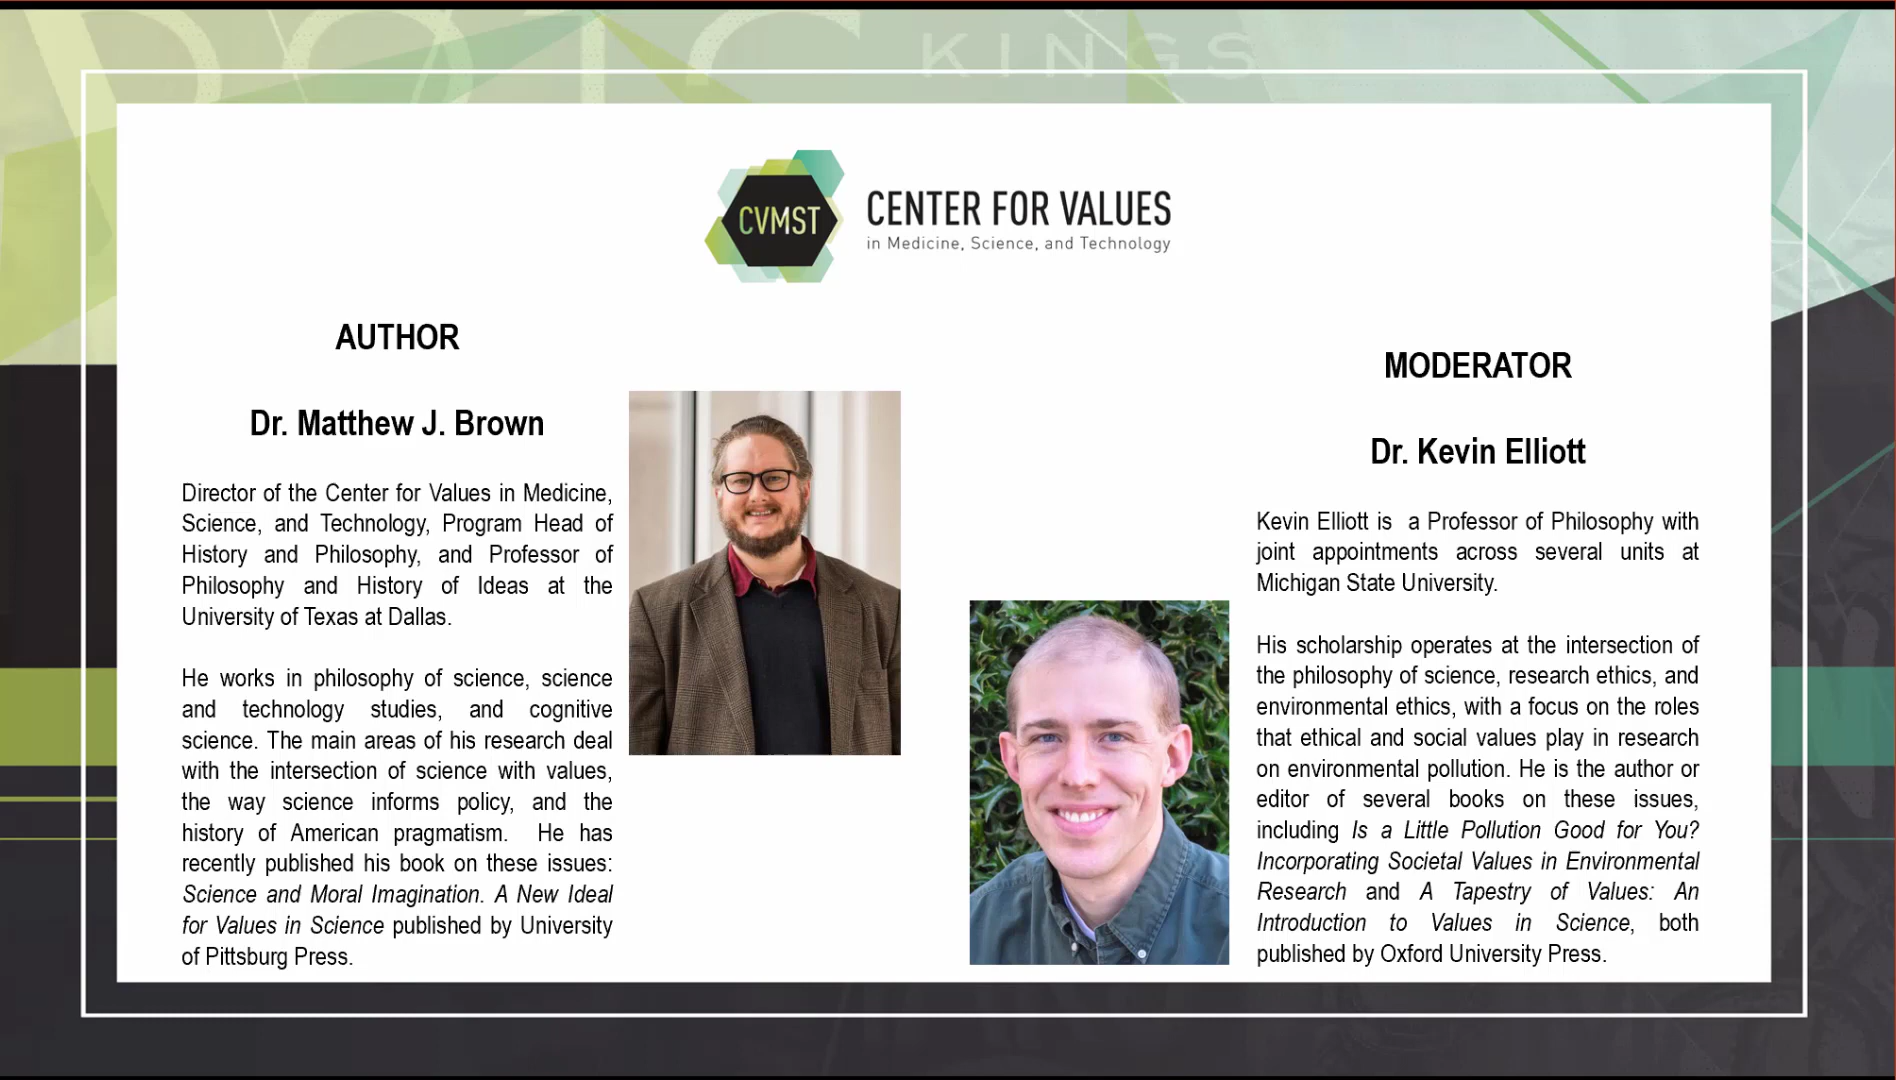 KINGS
CVMST
CENTER FOR VALUES
in Medicine, Science, and Technology
AUTHOR
Dr. Matthew J. Brown
Director of the Center for Values in Medicine,
Science, and Technology, Program Head of
History and Philosophy, and Professor of
Philosophy and History of Ideas at the
University of Texas at Dallas.
He works in philosophy of science, science
and technology studies, and cognitive
science. The main areas of his research deal
with the intersection of science with values,
the way science informs policy, and the
history of American pragmatism. He has
recently published his book on these issues:
Science and Moral Imagination. A New Ideal
for Values in Science published by University
of Pittsburg Press.
MODERATOR
Dr. Kevin Elliott
Kevin Elliott is a Professor of Philosophy with
joint appointments across several units at
Michigan State University.
His scholarship operates at the intersection of
the philosophy of science, research ethics, and
environmental ethics, with a focus on the roles
that ethical and social values play in research
on environmental pollution. He is the author or
editor of several books on these issues,
including Is a Little Pollution Good for You?
Incorporating Societal Values in Environmental
Research and A Tapestry of Values: An
Introduction to Values in Science, both
published by Oxford University Press.